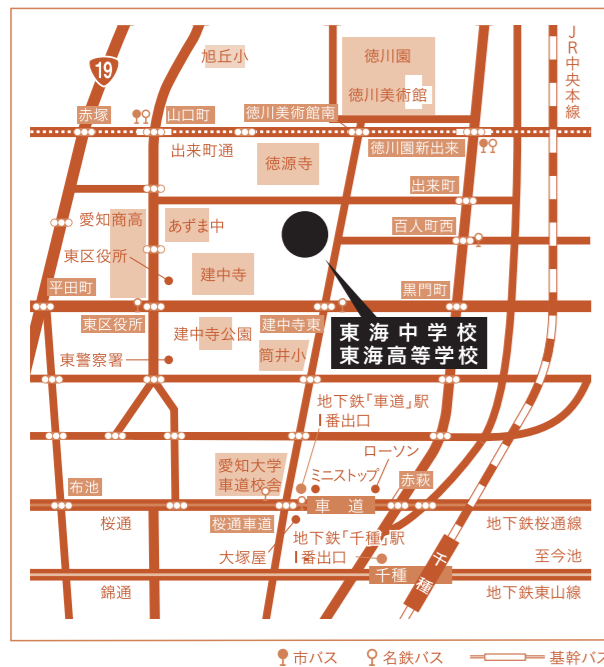 旭丘小
徳川園
徳川美術館
JR中央本線
19
赤塚
山口町
徳川美術館南
出来町通
徳川園新出来
徳源寺
出来町
愛知商高
あずま中
百人町西
東区役所
建中寺
平田町
黒門町
東区役所
建中寺公園
建中寺東
東海中学校
東海高等学校
東警察署
筒井小
地下鉄「車道」駅
1番出口
愛知大学
車道校舎
ローソン
ミニストップ
赤萩
布池
車道
桜通
桜通車道
地下鉄桜通線
大塚屋
地下鉄「千種」駅
1番出口
至今池
千種
千種
錦通
地下鉄東山線
市バス
名鉄バス
基幹バス